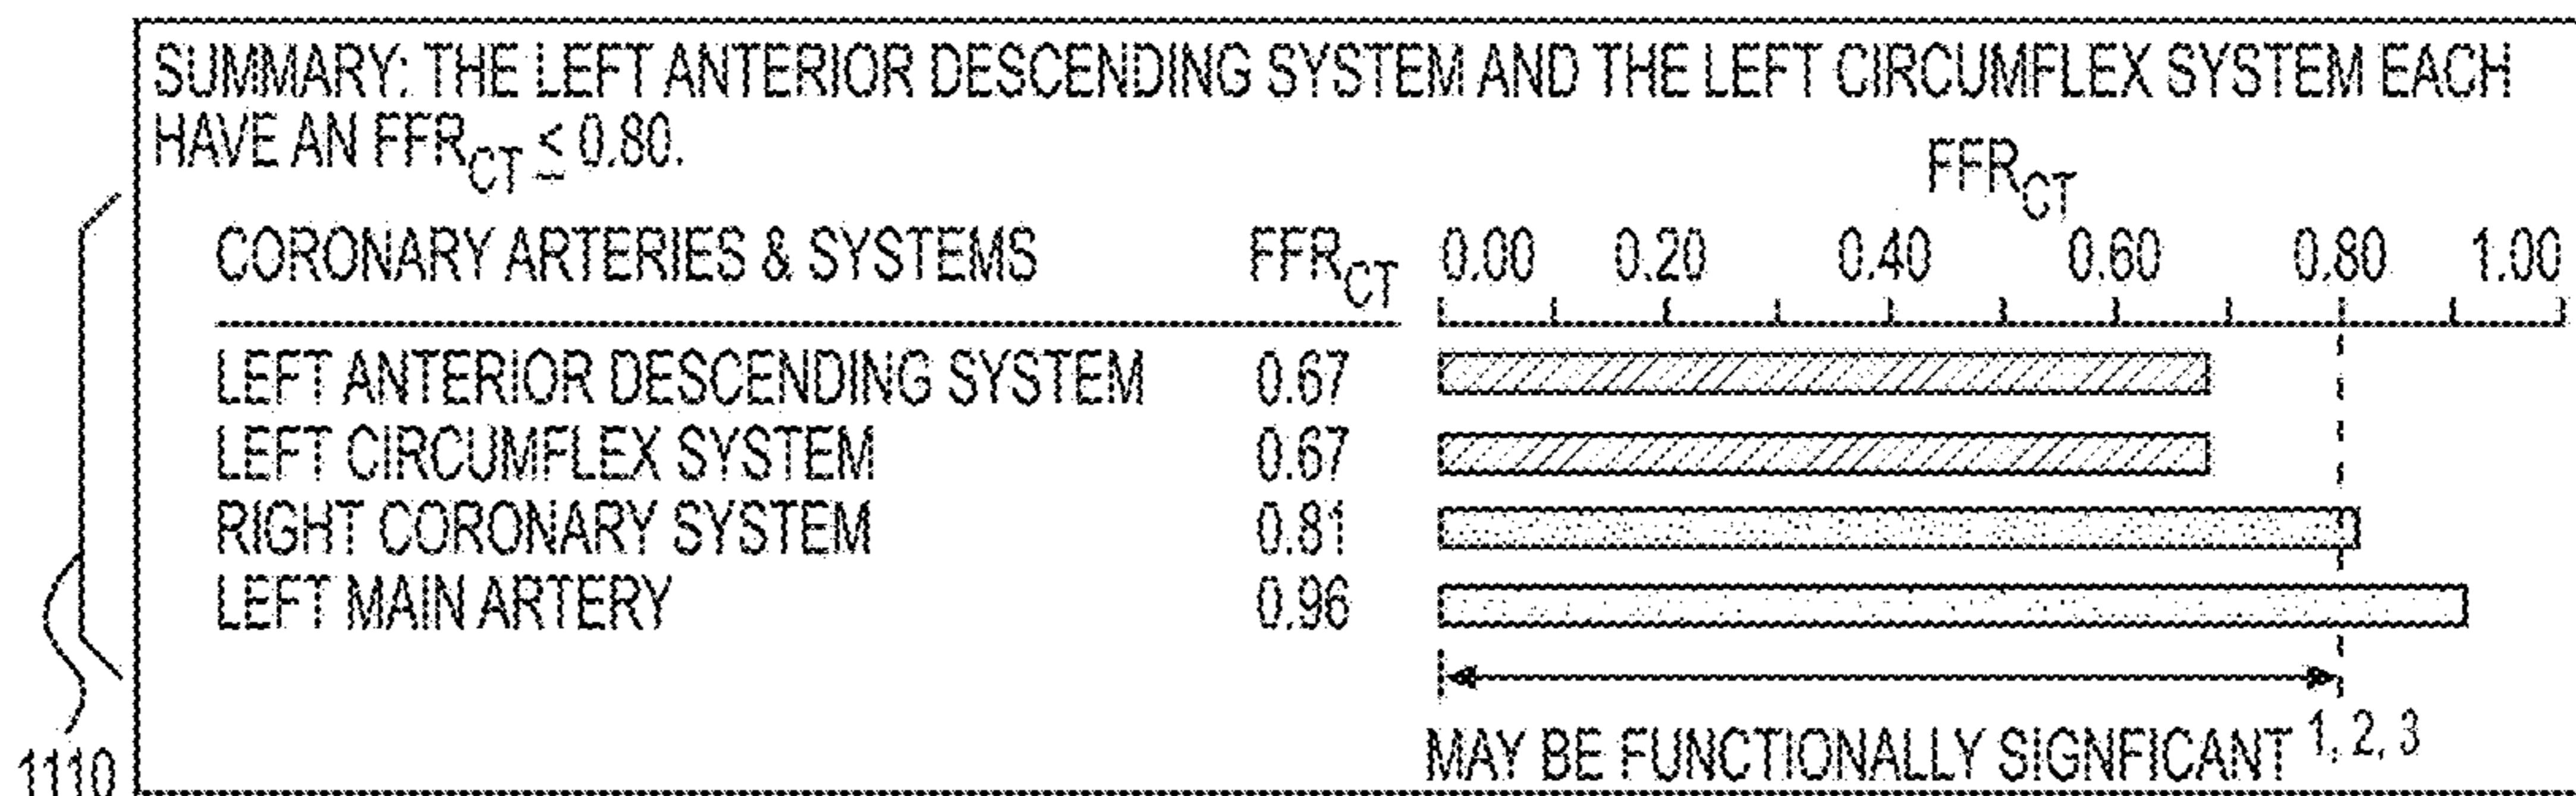 SUMMARY: THE LEFT ANTERIOR DESCENDING SYSTEM AND THE LEFT CIRCUMFLEX SYSTEM EACH
HAVE AN FFRCT ≤ 0.80.
FFRCT
CORONARY ARTERIES & SYSTEMS FFRCT 0.00 0.20 0.40 0.60 0.80 1.00
LEFT ANTERIOR DESCENDING SYSTEM 0.67
LEFT CIRCUMFLEX SYSTEM 0.67
RIGHT CORONARY SYSTEM 0.81
LEFT MAIN ARTERY 0.96
MAY BE FUNCTIONALLY SIGNFICANT 1, 2, 3
1110